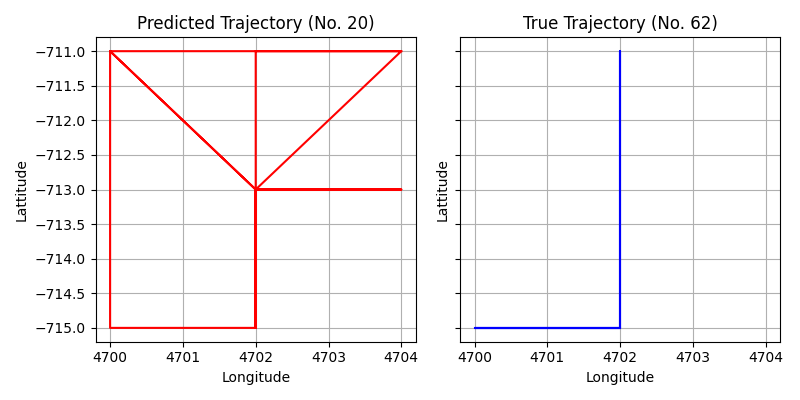 Predicted Trajectory (No. 20)
True Trajectory (No. 62)
−711.0
−711.5
−712.0
−712.5
−713.0
−713.5
−714.0
−714.5
−715.0
Lattitude
Lattitude
4700 4701 4702 4703 4704
4700 4701 4702 4703 4704
Longitude
Longitude